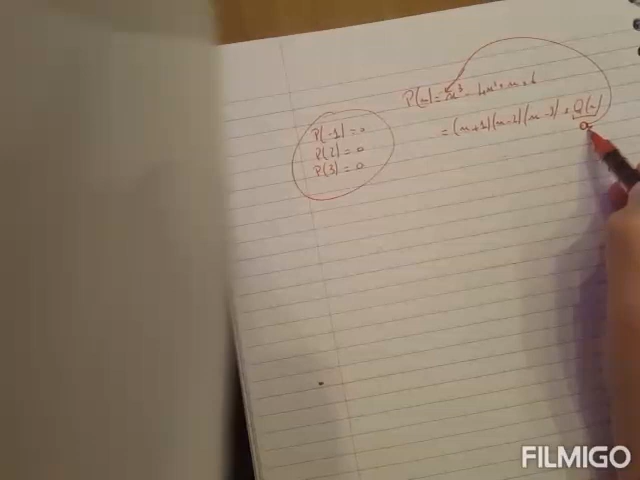 P(x) = x³ - 4x² + x + 6
= (x+1)(x-2)(x-3) × Q(x)
a
P(-1) = 0
P(2) = 0
P(3) = 0
FILMIGO